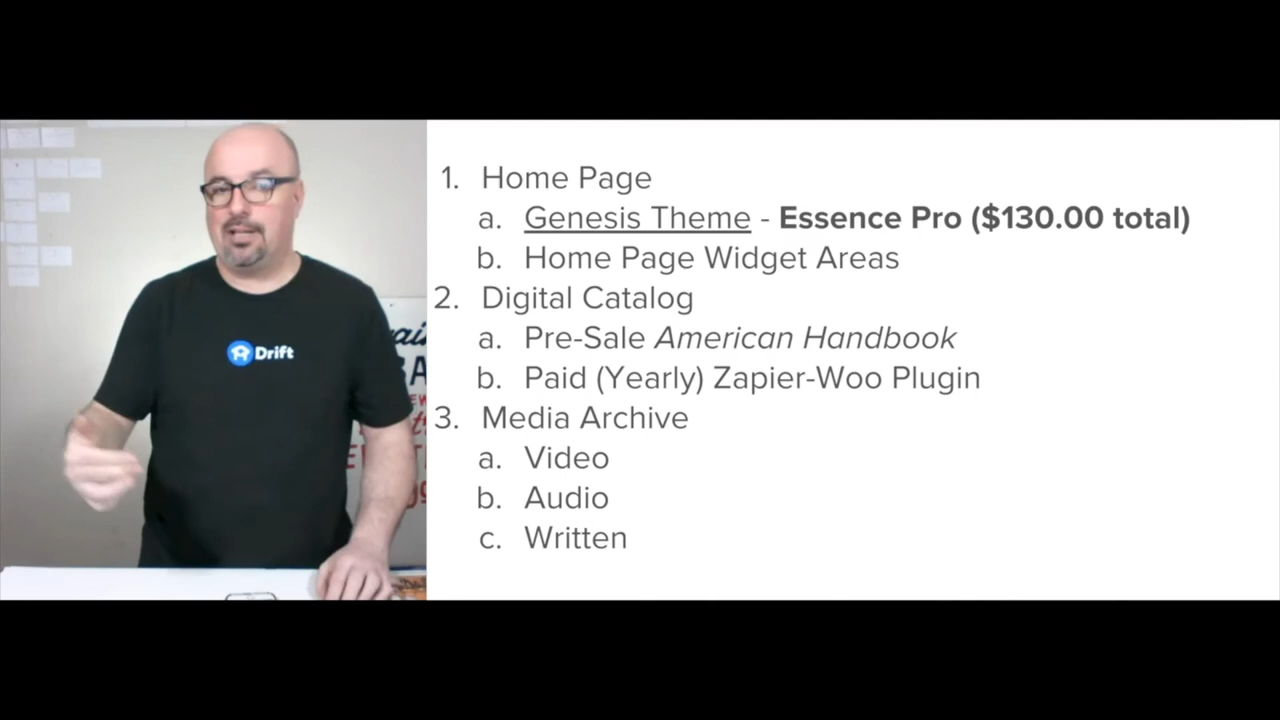 Drift
1. Home Page
a. Genesis Theme - Essence Pro ($130.00 total)
b. Home Page Widget Areas
2. Digital Catalog
a. Pre-Sale American Handbook
b. Paid (Yearly) Zapier-Woo Plugin
3. Media Archive
a. Video
b. Audio
c. Written